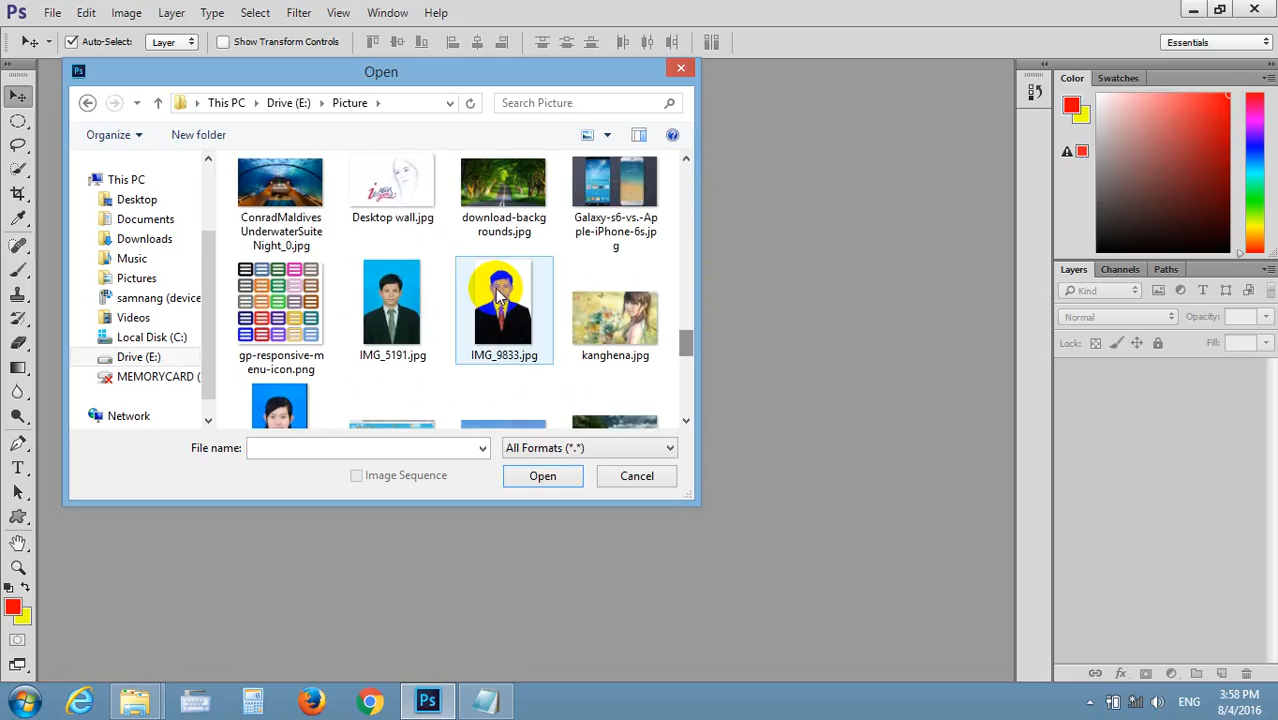 Ps File Edit Image Layer Type Select Filter View Window Help
Auto-Select: Layer Show Transform Controls Essentials
Ps Open
This PC Drive (E:) Picture Search Picture
Organize New folder
This PC
Desktop
Documents
Downloads
Music
Pictures
samnang (device
Videos
Local Disk (C:)
Drive (E:)
MEMORYCARD (
Network
ConradMaldives
UnderwaterSuite
Night_0.jpg
Desktop wall.jpg
download-backg
rounds.jpg
Galaxy-s6-vs.-Ap
ple-iPhone-6s.jp
g
gp-responsive-m
enu-icon.png
IMG_5191.jpg
IMG_9833.jpg
kanghena.jpg
File name: All Formats (*.*)
Image Sequence Open Cancel
Color Swatches
Layers Channels Paths
Kind
Normal Opacity:
Lock: Fill:
Ps ENG 3:58 PM
8/4/2016